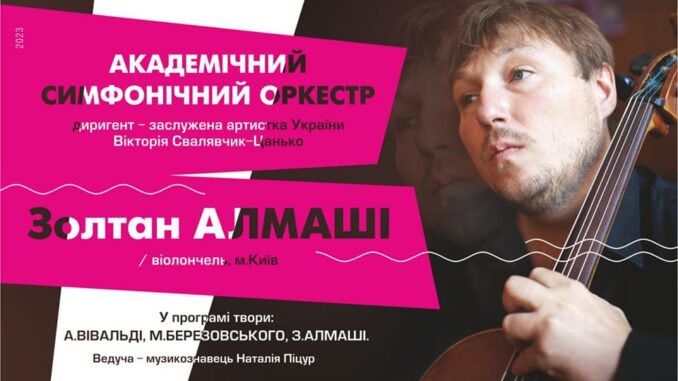 2023
АКАДЕМІЧНИЙ
СИМФОНІЧНИЙ ОРКЕСТР
диригент – заслужена артистка України
Вікторія Свалявчик-Цанько
Золтан АЛМАШІ
/ віолончель, м.Київ
У програмі твори:
А.ВІВАЛЬДІ, М.БЕРЕЗОВСЬКОГО, З.АЛМАШІ.
Ведуча – музикознавець Наталія Піцур